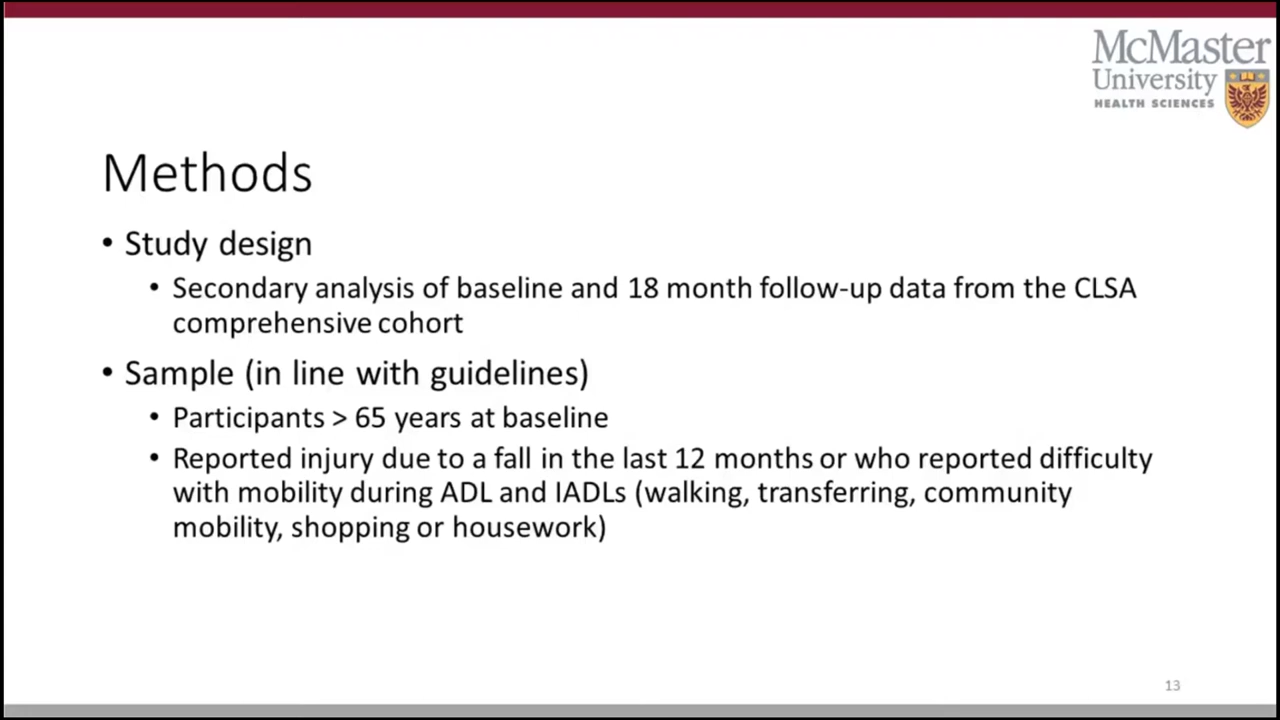 McMaster
University
HEALTH SCIENCES
Methods
• Study design
• Secondary analysis of baseline and 18 month follow-up data from the CLSA
comprehensive cohort
• Sample (in line with guidelines)
• Participants > 65 years at baseline
• Reported injury due to a fall in the last 12 months or who reported difficulty
with mobility during ADL and IADLs (walking, transferring, community
mobility, shopping or housework)
13